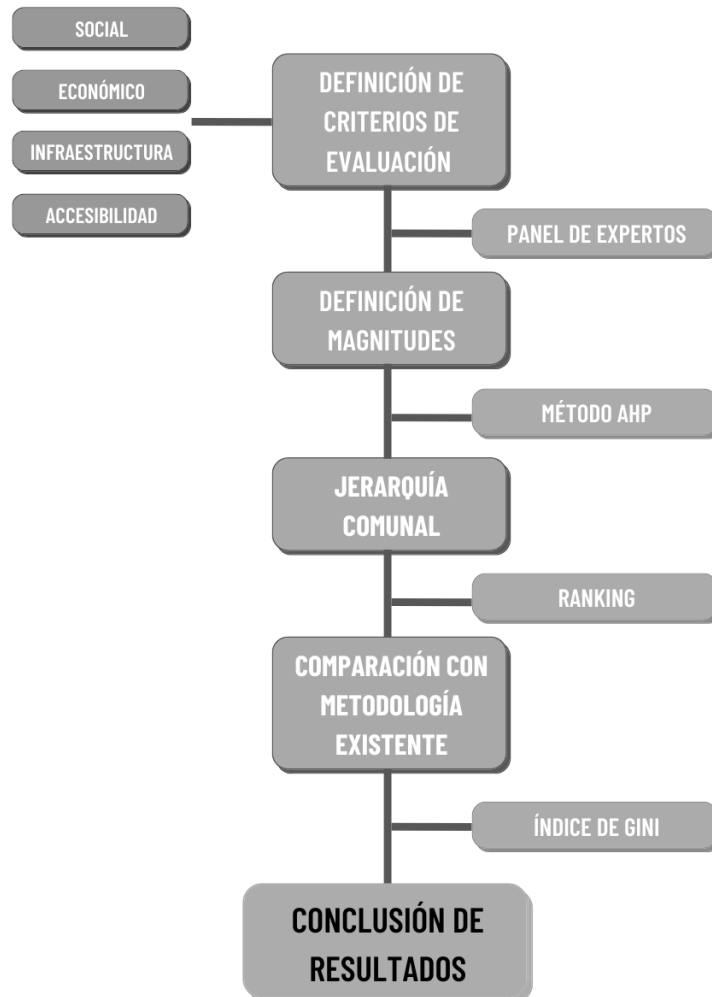 SOCIAL
ECONÓMICO
INFRAESTRUCTURA
ACCESIBILIDAD
DEFINICIÓN DE
CRITERIOS DE
EVALUACIÓN
PANEL DE EXPERTOS
DEFINICIÓN DE
MAGNITUDES
MÉTODO AHP
JERARQUÍA
COMUNAL
RANKING
COMPARACIÓN CON
METODOLOGÍA
EXISTENTE
ÍNDICE DE GINI
CONCLUSIÓN DE
RESULTADOS